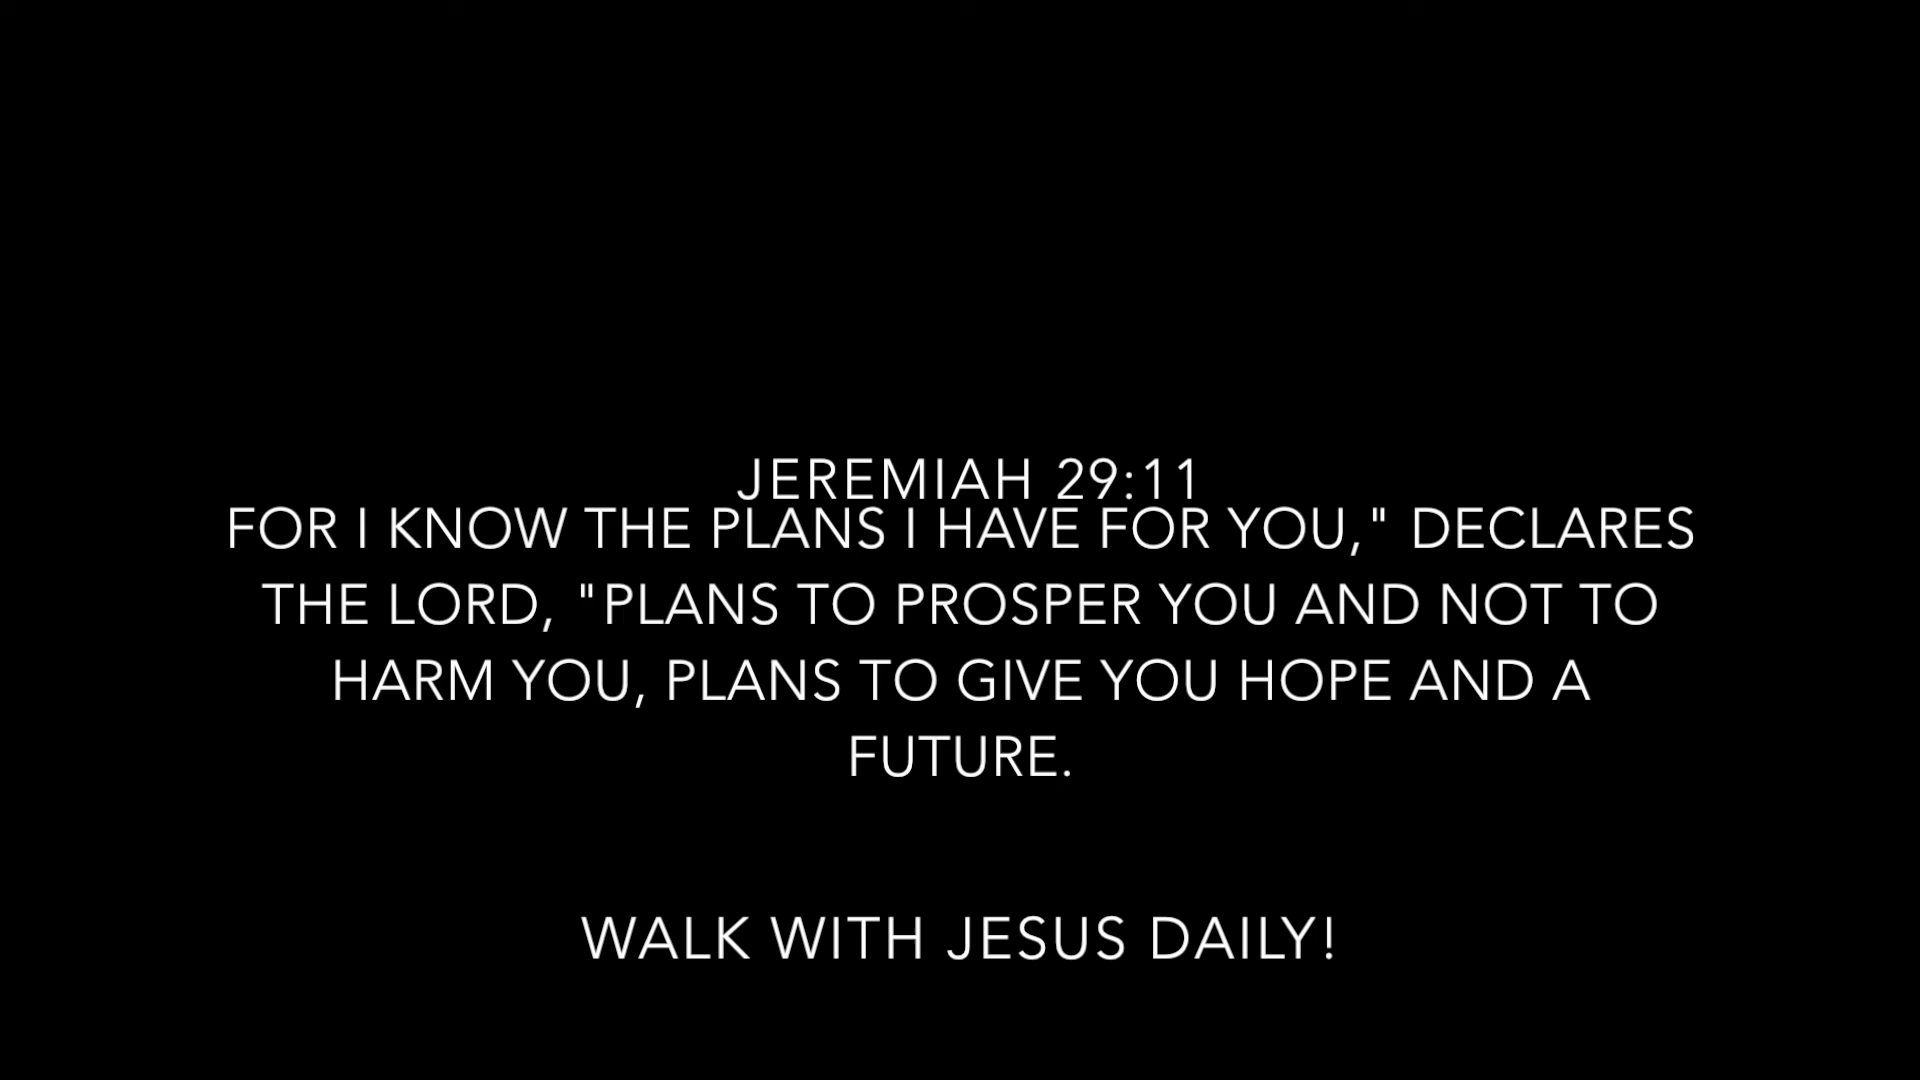 JEREMIAH 29:11
FOR I KNOW THE PLANS I HAVE FOR YOU," DECLARES
THE LORD, "PLANS TO PROSPER YOU AND NOT TO
HARM YOU, PLANS TO GIVE YOU HOPE AND A
FUTURE.
WALK WITH JESUS DAILY!